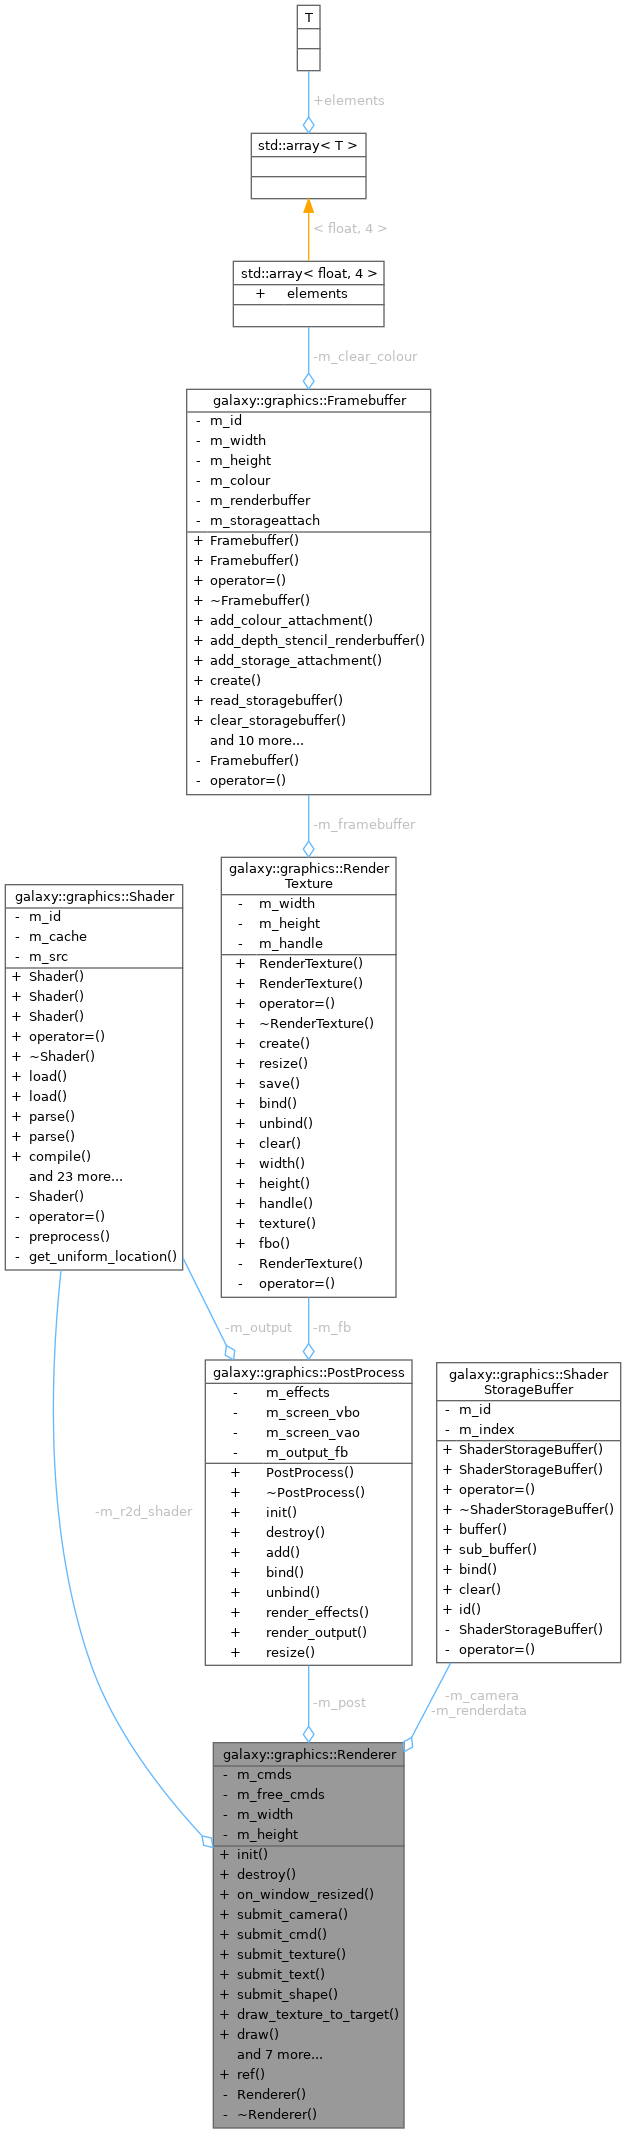 T
+elements
std::array< T >
< float, 4 >
std::array< float, 4 >
+ elements
-m_clear_colour
galaxy::graphics::Framebuffer
- m_id
- m_width
- m_height
- m_colour
- m_renderbuffer
- m_storageattach
+ Framebuffer()
+ Framebuffer()
+ operator=()
+ ~Framebuffer()
+ add_colour_attachment()
+ add_depth_stencil_renderbuffer()
+ add_storage_attachment()
+ create()
+ read_storagebuffer()
+ clear_storagebuffer()
and 10 more...
- Framebuffer()
- operator=()
-m_framebuffer
galaxy::graphics::Render
Texture
- m_width
- m_height
- m_handle
+ RenderTexture()
+ RenderTexture()
+ operator=()
+ ~RenderTexture()
+ create()
+ resize()
+ save()
+ bind()
+ unbind()
+ clear()
+ width()
+ height()
+ handle()
+ texture()
+ fbo()
- RenderTexture()
- operator=()
galaxy::graphics::Shader
- m_id
- m_cache
- m_src
+ Shader()
+ Shader()
+ Shader()
+ operator=()
+ ~Shader()
+ load()
+ load()
+ parse()
+ parse()
+ compile()
and 23 more...
- Shader()
- operator=()
- preprocess()
- get_uniform_location()
-m_output
-m_fb
galaxy::graphics::PostProcess
- m_effects
- m_screen_vbo
- m_screen_vao
- m_output_fb
+ PostProcess()
+ ~PostProcess()
+ init()
+ destroy()
+ add()
+ bind()
+ unbind()
+ render_effects()
+ render_output()
+ resize()
galaxy::graphics::Shader
StorageBuffer
- m_id
- m_index
+ ShaderStorageBuffer()
+ ShaderStorageBuffer()
+ operator=()
+ ~ShaderStorageBuffer()
+ buffer()
+ sub_buffer()
+ bind()
+ clear()
+ id()
- ShaderStorageBuffer()
- operator=()
-m_r2d_shader
-m_post
-m_camera
-m_renderdata
galaxy::graphics::Renderer
- m_cmds
- m_free_cmds
- m_width
- m_height
+ init()
+ destroy()
+ on_window_resized()
+ submit_camera()
+ submit_cmd()
+ submit_texture()
+ submit_text()
+ submit_shape()
+ draw_texture_to_target()
+ draw()
and 7 more...
+ ref()
- Renderer()
- ~Renderer()